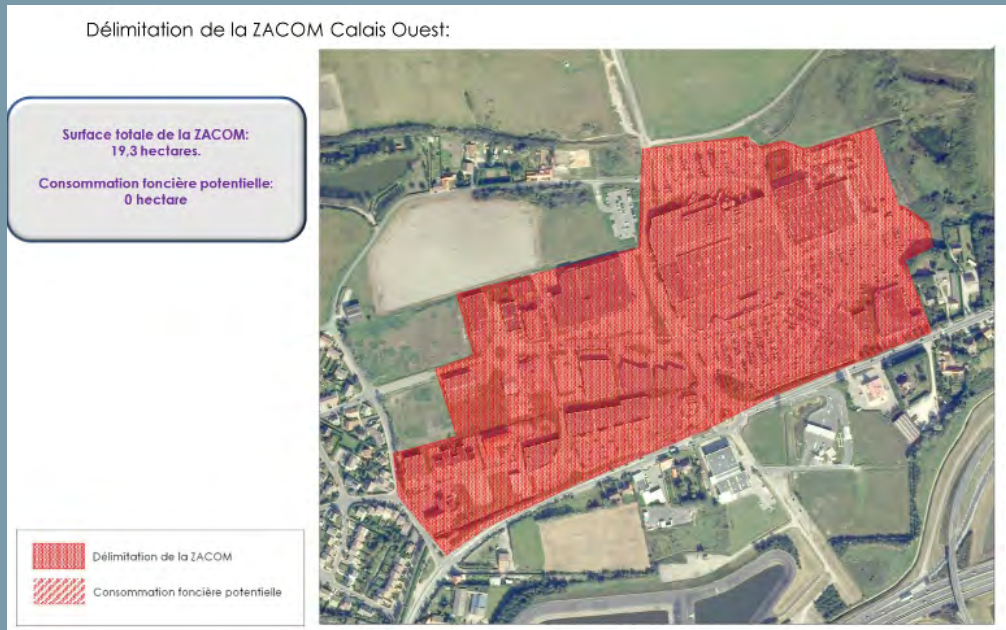 Délimitation de la ZACOM Calais Ouest:
Surface totale de la ZACOM:
19,3 hectares.
Consommation foncière potentielle:
0 hectare
Délimitation de la ZACOM
Consommation foncière potentielle